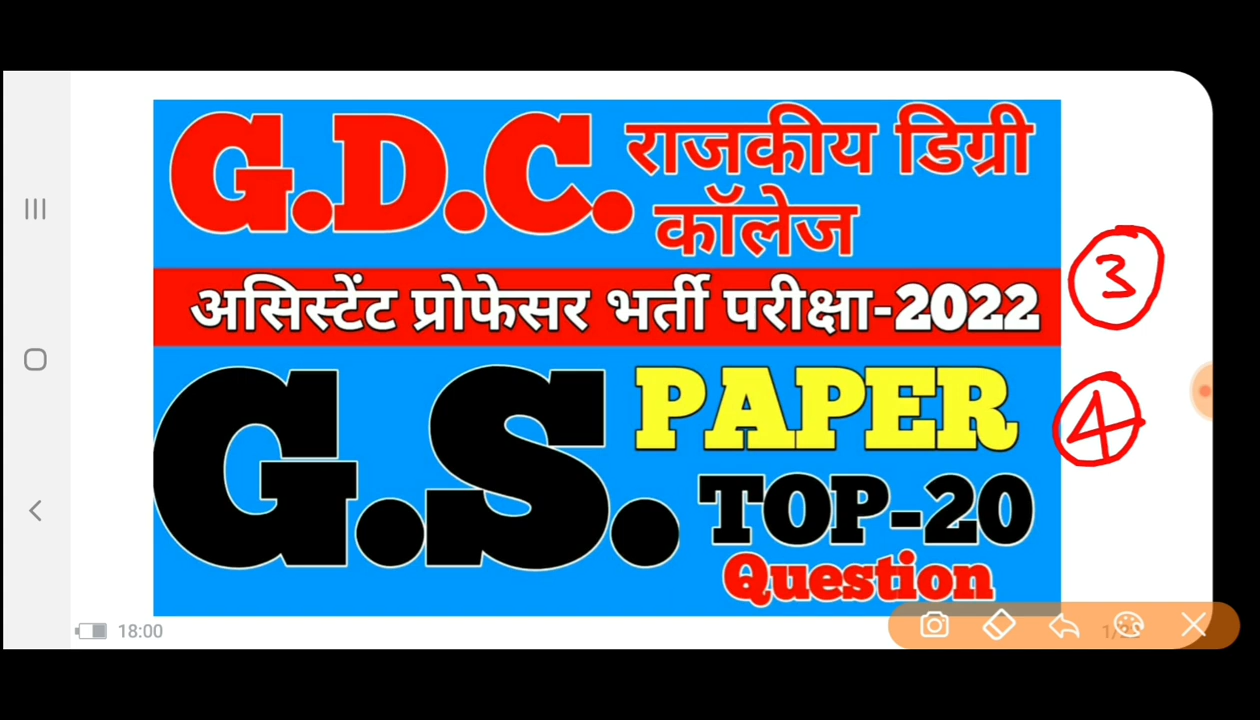 G.D.C. राजकीय डिग्री
कॉलेज
असिस्टेंट प्रोफेसर भर्ती परीक्षा-2022
3
4
G.S. PAPER
TOP-20
Question
18:00